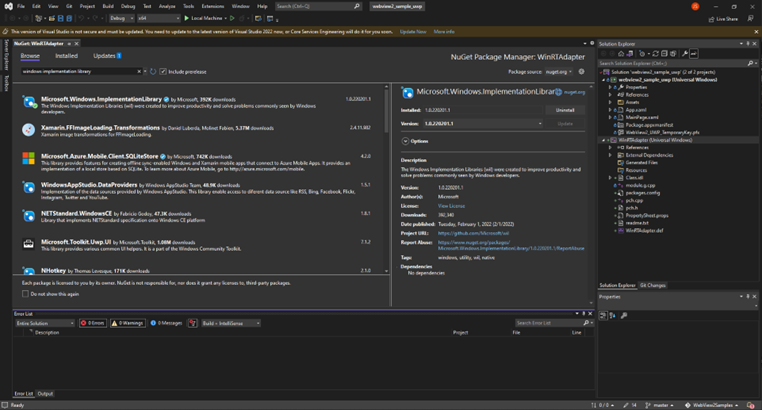 File Edit View Git Project Build Debug Test Analyze Tools Extensions Window Help Search (Ctrl+Q) webview2_sample_uwp
Debug x64 Local Machine Live Share
This version of Visual Studio is not secure and must be updated. You need to update to the latest version of Visual Studio 2022 now, or Core Services Engineering will do it for you soon. Update Now More info
Server Explorer
Toolbox
NuGet: WinRTAdapter
Browse Installed Updates 1
NuGet Package Manager: WinRTAdapter
windows implementation library
Include prerelease
Package source: nuget.org
Microsoft.Windows.ImplementationLibrary by Microsoft, 392K downloads 1.0.220201.1
The Windows Implementation Libraries (wil) were created to improve productivity and solve problems commonly seen by Windows
developers.
Xamarin.FFImageLoading.Transformations by Daniel Luberda, Molinet Fabien, 5.37M downloads 2.4.11.982
Xamarin image transformations for FFImageLoading.
Microsoft.Azure.Mobile.Client.SQLiteStore by Microsoft, 742K downloads 4.2.0
This library provides features for creating offline sync enabled Windows and Xamarin mobile apps that connect to Azure Mobile Apps. It provides an
implementation of a local store based on SQLite. To learn more about Azure Mobile, go to http://azure.microsoft.com/mobile.
WindowsAppStudio.DataProviders by Windows AppStudio Team, 48.9K downloads 1.5.1
Implementation of the data sources provided by Windows AppStudio Team. This library enable access to different data sources like RSS, Bing, Facebook, Flickr,
Instagram, Twitter and YouTube.
NETStandard.WindowsCE by Fabricio Godoy, 47.3K downloads 1.0.1
Library that implements NETStandard specification onto Windows CE platform
Microsoft.Toolkit.Uwp.UI by Microsoft.Toolkit, 1.08M downloads 7.1.2
This library provides UI components, such as XAML extensions, helpers, converters and more. It is part of the Windows Community Toolkit.
NHotkey by Thomas Levesque, 171K downloads 2.1.0
Each package is licensed to you by its owner. NuGet is not responsible for, nor does it grant any licenses to, third-party packages.
Do not show this again
Microsoft.Windows.ImplementationLibrar nuget.org
Installed: 1.0.220201.1 Uninstall
Version: 1.0.220201.1 Update
Options
Description
The Windows Implementation Libraries (wil) were created to improve productivity and
solve problems commonly seen by Windows developers.
Version: 1.0.220201.1
Author(s): Microsoft
License: View License
Downloads: 392,340
Date published: Tuesday, February 1, 2022 (2/1/2022)
Project URL: https://github.com/Microsoft/wil
Report Abuse: https://www.nuget.org/packages/
Microsoft.Windows.ImplementationLibrary/1.0.220201.1/ReportAbuse
Tags: windows, utility, wil, native
Dependencies
No dependencies
Solution Explorer
Search Solution Explorer (Ctrl+;)
Solution 'webview2_sample_uwp' (2 of 2 projects)
webview2_sample_uwp (Universal Windows)
Properties
References
Assets
App.xaml
MainPage.xaml
Package.appxmanifest
WebView2_UWP_TemporaryKey.pfx
WinRTAdapter (Universal Windows)
References
External Dependencies
Generated Files
Resources
Class.idl
module.g.cpp
packages.config
pch.cpp
pch.h
PropertySheet.props
readme.txt
WinRTAdapter.def
Solution Explorer Git Changes
Properties
Error List
Entire Solution 0 Errors 0 Warnings 0 Messages Build + IntelliSense Search Error List
Description Project File Line
Error List Output
Ready 0 / 0 14 master WebView2Samples